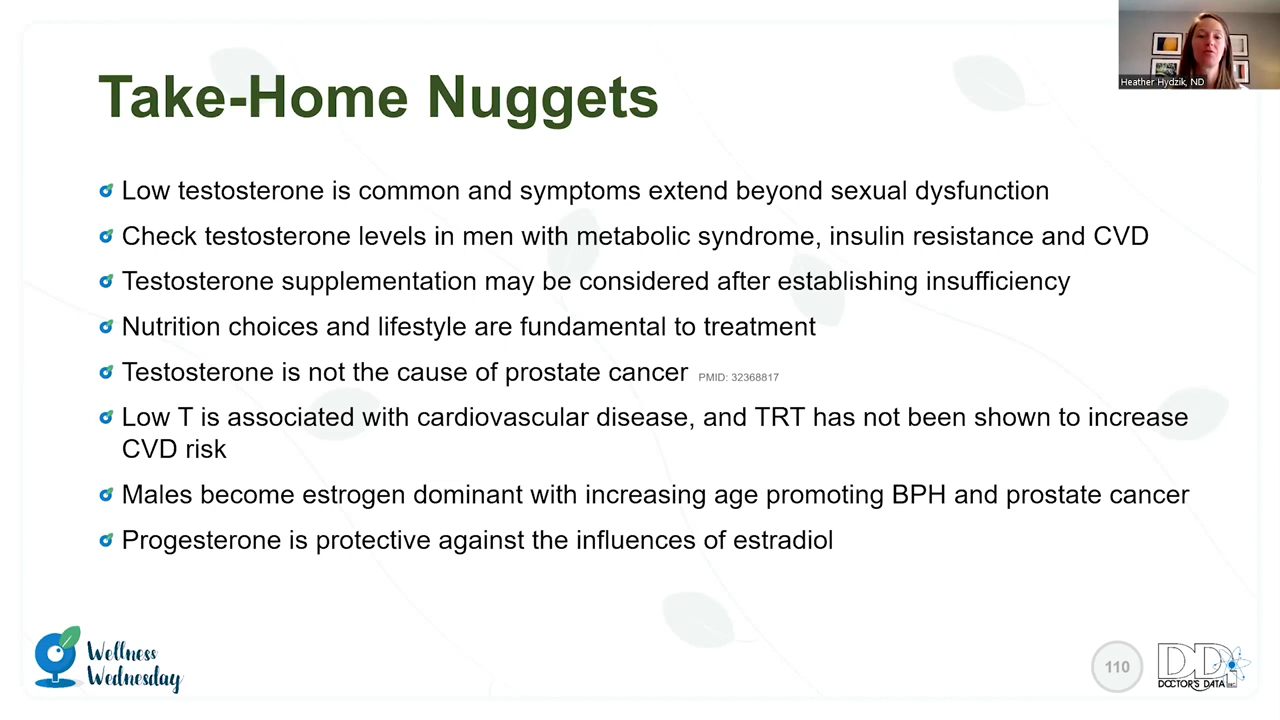 Heather Hydzik, ND
Take-Home Nuggets
Low testosterone is common and symptoms extend beyond sexual dysfunction
Check testosterone levels in men with metabolic syndrome, insulin resistance and CVD
Testosterone supplementation may be considered after establishing insufficiency
Nutrition choices and lifestyle are fundamental to treatment
Testosterone is not the cause of prostate cancer PMID: 32368817
Low T is associated with cardiovascular disease, and TRT has not been shown to increase
CVD risk
Males become estrogen dominant with increasing age promoting BPH and prostate cancer
Progesterone is protective against the influences of estradiol
Wellness
Wednesday
110
DDI
DOCTOR'S DATA INC.